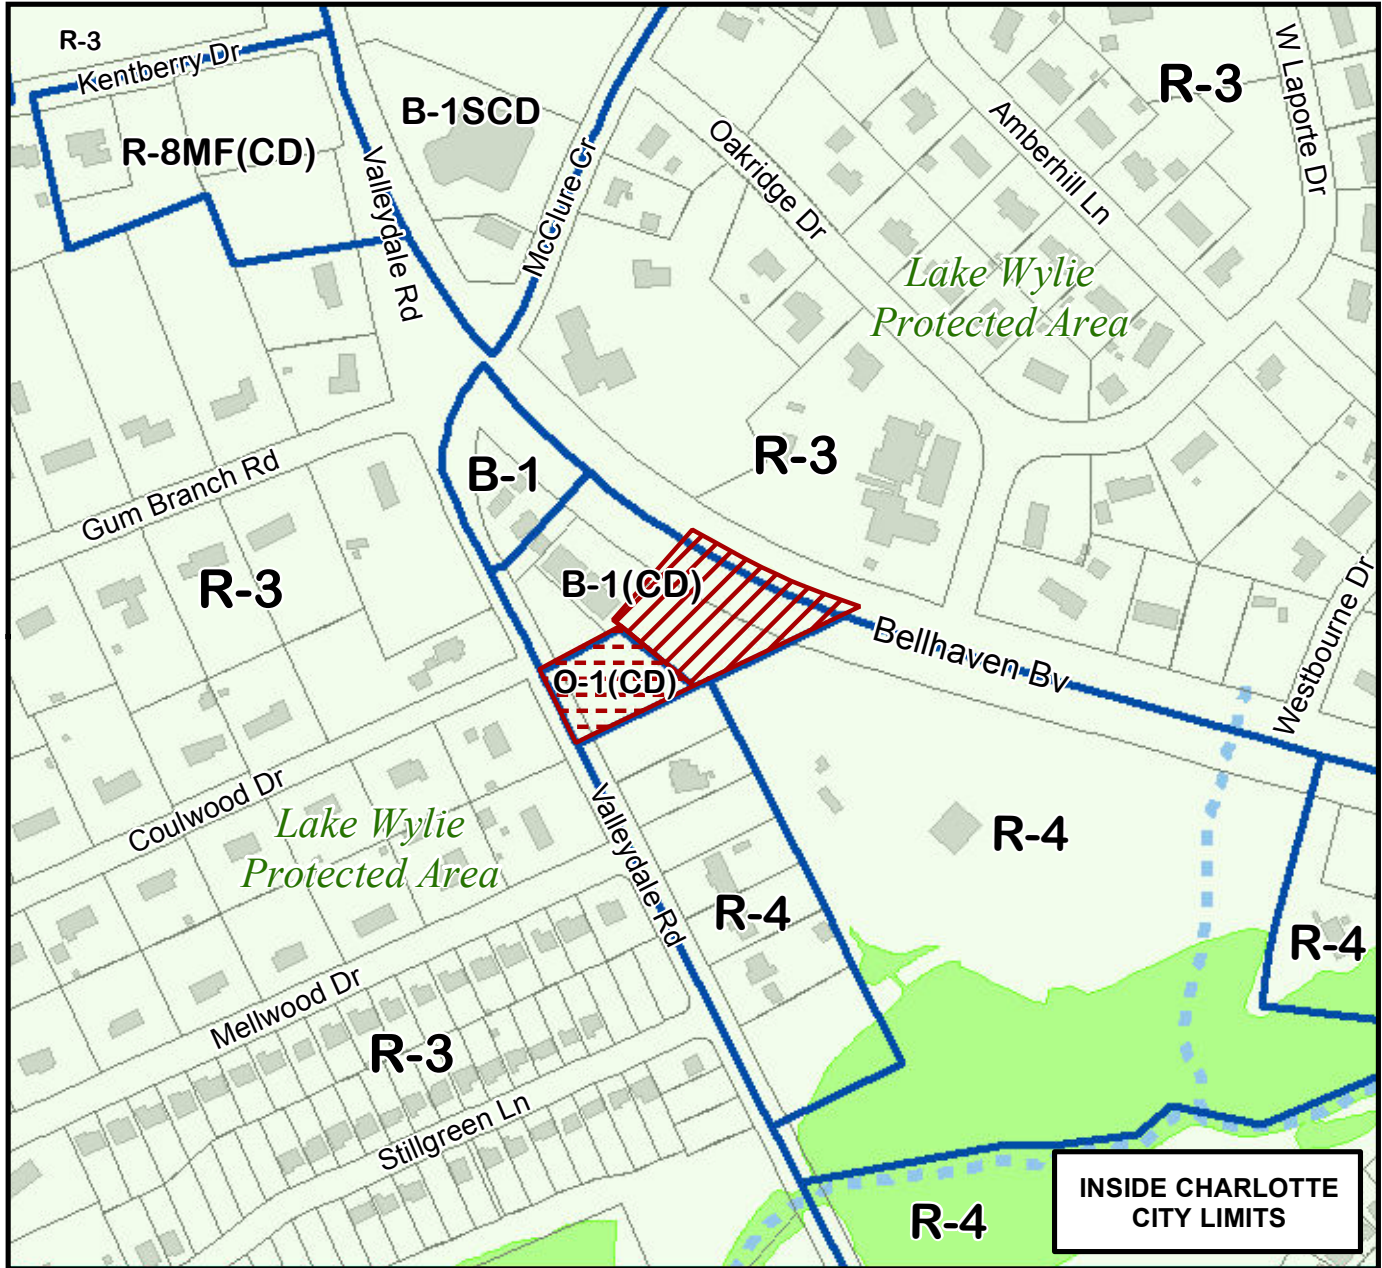 R-3
Kentberry Dr
R-8MF(CD)
B-1SCD
Valleydale Rd
McClure Cr
Oakridge Dr
Amberhill Ln
R-3
W Laporte Dr
Lake Wylie
Protected Area
Gum Branch Rd
B-1
R-3
R-3
B-1(CD)
O-1(CD)
Bellhaven Bv
Westbourne Dr
Coulwood Dr
Lake Wylie
Protected Area
Valleydale Rd
R-4
R-4
R-4
Mellwood Dr
R-3
Stillgreen Ln
R-4
INSIDE CHARLOTTE
CITY LIMITS